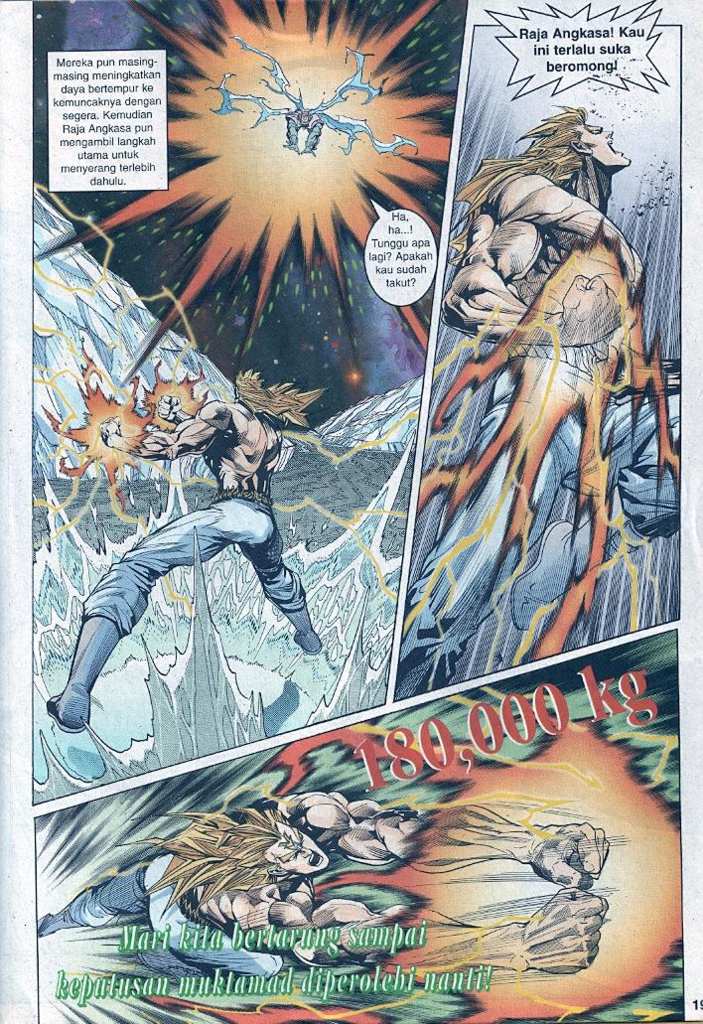 Mereka pun masing-
masing meningkatkan
daya bertempur ke
kemuncaknya dengan
segera. Kemudian
Raja Angkasa pun
mengambil langkah
utama untuk
menyerang terlebih
dahulu.
Ha,
ha...!
Tunggu apa
lagi? Apakah
kau sudah
takut?
Raja Angkasa! Kau
ini terlalu suka
beromong!
180,000 kg
Mari kita bertarung sampai
keputusan muktamad diperolehi nanti!
19